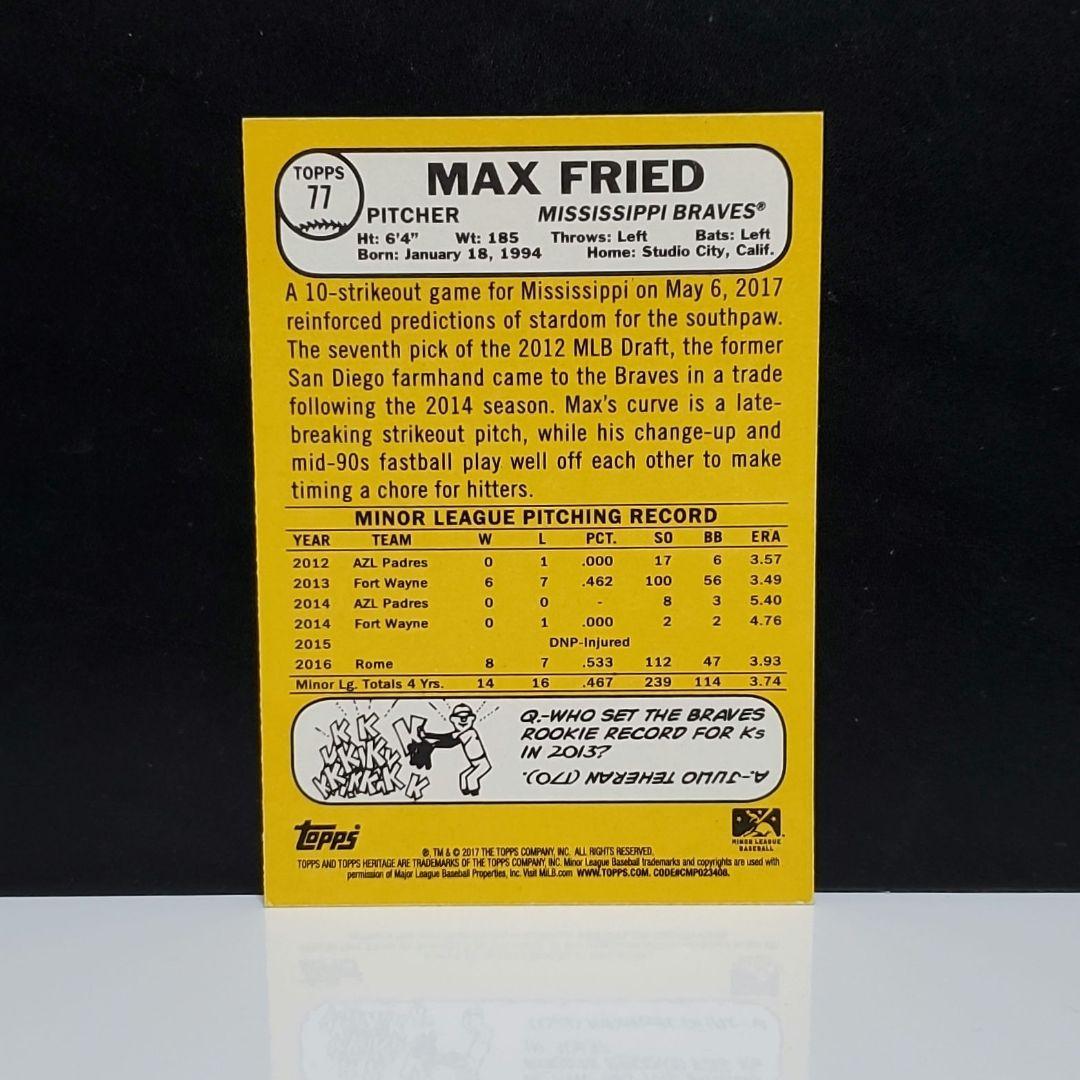 TOPPS
77
MAX FRIED
PITCHER MISSISSIPPI BRAVES®
Ht: 6'4" Wt: 185 Throws: Left Bats: Left
Born: January 18, 1994 Home: Studio City, Calif.
A 10-strikeout game for Mississippi on May 6, 2017
reinforced predictions of stardom for the southpaw.
The seventh pick of the 2012 MLB Draft, the former
San Diego farmhand came to the Braves in a trade
following the 2014 season. Max's curve is a late-
breaking strikeout pitch, while his change-up and
mid-90s fastball play well off each other to make
timing a chore for hitters.
MINOR LEAGUE PITCHING RECORD
YEAR TEAM W L PCT. SO BB ERA
2012 AZL Padres 0 1 .000 17 6 3.57
2013 Fort Wayne 6 7 .462 100 56 3.49
2014 AZL Padres 0 0 - 8 3 5.40
2014 Fort Wayne 0 1 .000 2 2 4.76
2015 DNP-Injured
2016 Rome 8 7 .533 112 47 3.93
Minor Lg. Totals 4 Yrs. 14 16 .467 239 114 3.74
Q.-WHO SET THE BRAVES
ROOKIE RECORD FOR Ks
IN 2013?
A.-JULIO TEHERAN (170).
topps
MINOR LEAGUE
BASEBALL
®, TM & © 2017 THE TOPPS COMPANY, INC. ALL RIGHTS RESERVED.
TOPPS AND TOPPS HERITAGE ARE TRADEMARKS OF THE TOPPS COMPANY, INC. Minor League Baseball trademarks and copyrights are used with
permission of Major League Baseball Properties, Inc. Visit MiLB.com WWW.TOPPS.COM. CODE#CMP023408.